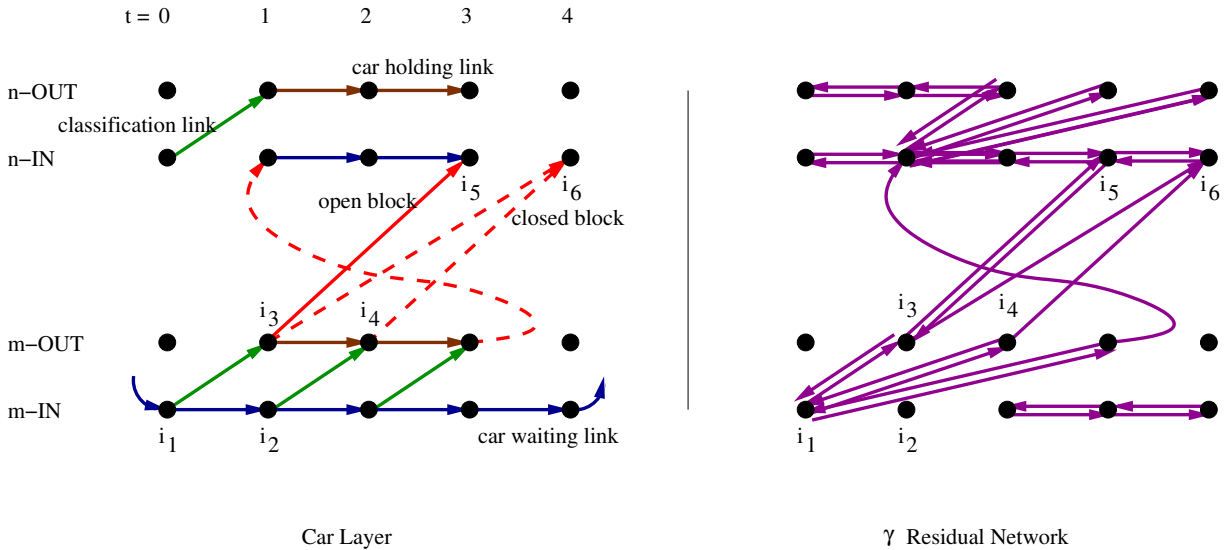 t = 0 1 2 3 4
car holding link
n−OUT
classification link
n−IN
i5 i6 i5 i6
open block
closed block
i3 i4 i3 i4
m−OUT
m−IN
i1 i2 car waiting link i1 i2
Car Layer γ Residual Network